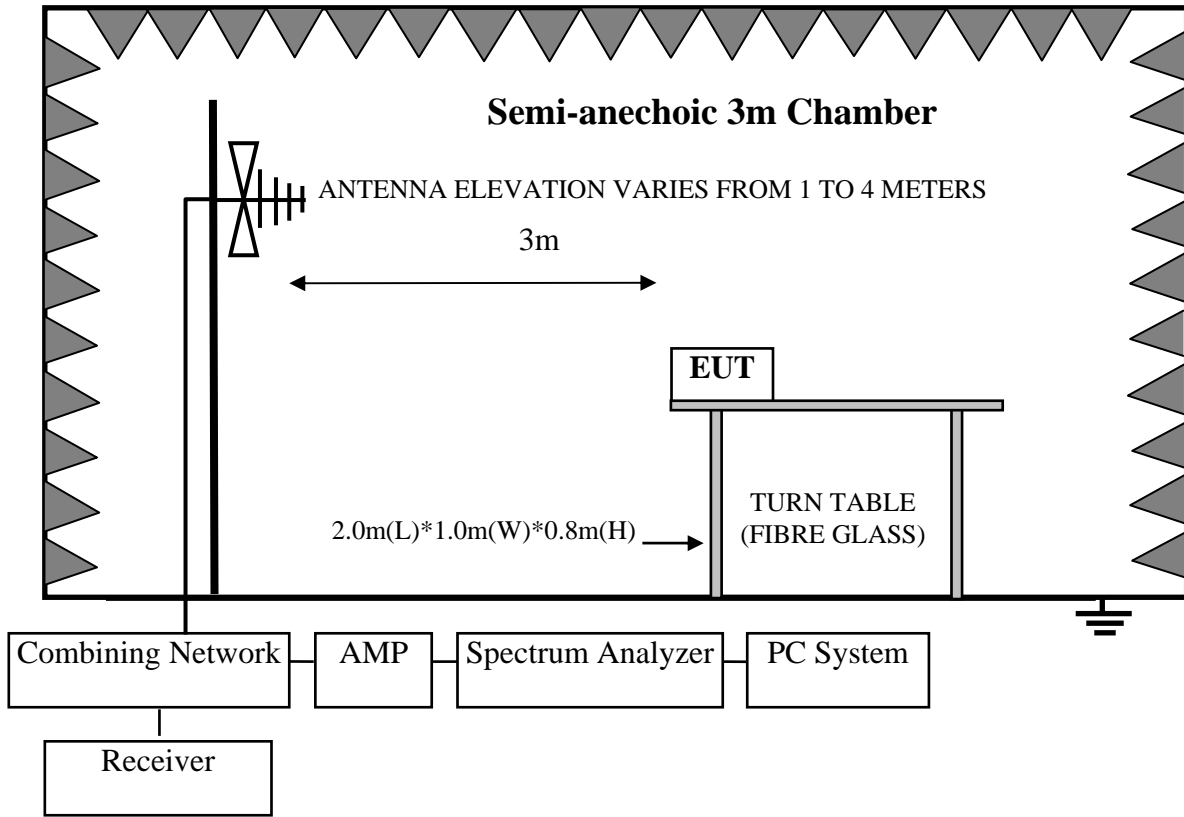 Semi-anechoic 3m Chamber
ANTENNA ELEVATION VARIES FROM 1 TO 4 METERS
3m
EUT
TURN TABLE
(FIBRE GLASS)
2.0m(L)*1.0m(W)*0.8m(H)
Combining Network
AMP
Spectrum Analyzer
PC System
Receiver